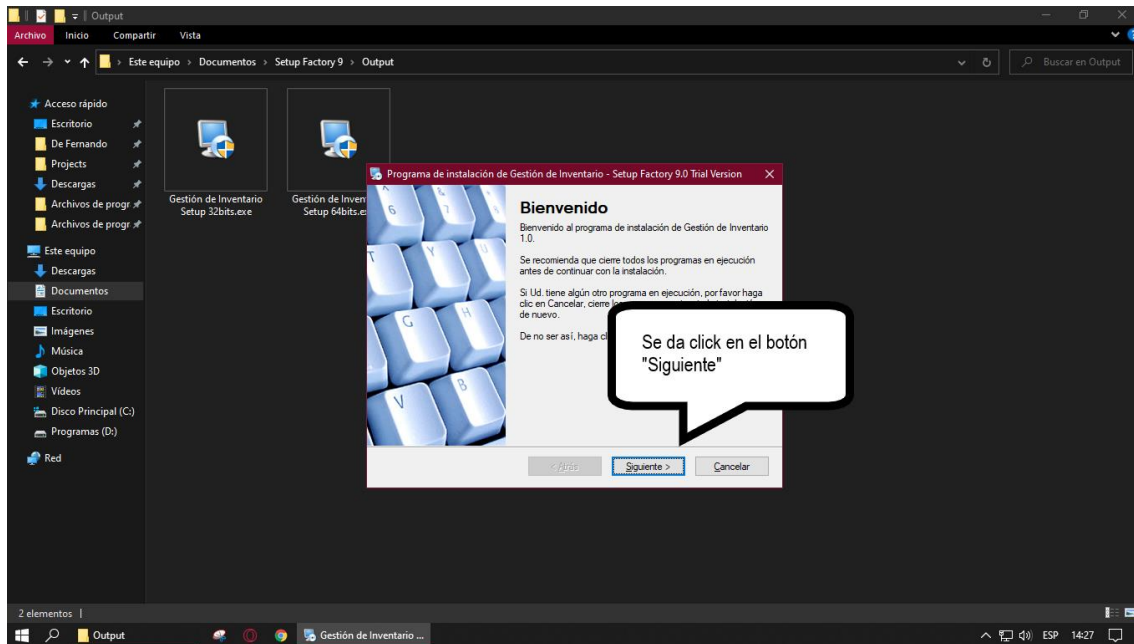 Output
Archivo Inicio Compartir Vista
Este equipo > Documentos > Setup Factory 9 > Output
Buscar en Output
Acceso rápido
Escritorio
De Fernando
Projects
Descargas
Archivos de progr
Archivos de progr
Este equipo
Descargas
Documentos
Escritorio
Imágenes
Música
Objetos 3D
Vídeos
Disco Principal (C:)
Programas (D:)
Red
Gestión de Inventario
Setup 32bits.exe
Gestión de Inven
Setup 64bits.e
Programa de instalación de Gestión de Inventario - Setup Factory 9.0 Trial Version
Bienvenido
Bienvenido al programa de instalación de Gestión de Inventario
1.0.
Se recomienda que cierre todos los programas en ejecución
antes de continuar con la instalación.
Si Ud. tiene algún otro programa en ejecución, por favor haga
clic en Cancelar, cierre
de nuevo.
De no ser así, haga
Se da click en el botón
"Siguiente"
6 7
T Y U
G H
V B
< Atrás Siguiente > Cancelar
2 elementos
Output Gestión de Inventario ... ESP 14:27